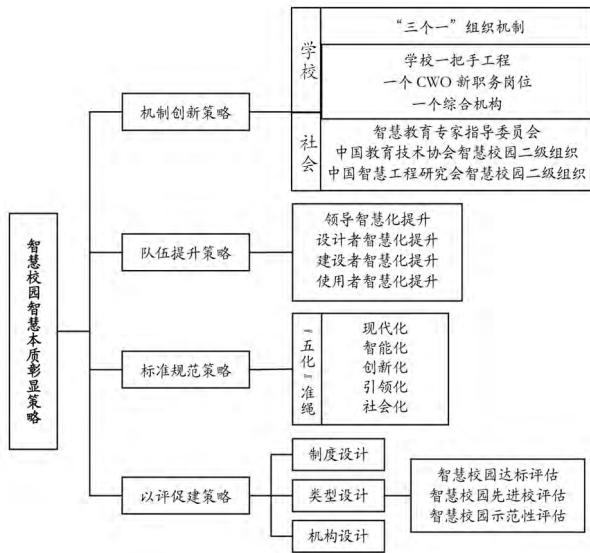 智慧校园智慧本质彰显策略
机制创新策略
学校
“三个一”组织机制
学校一把手工程
一个 CWO 新职务岗位
一个综合机构
社会
智慧教育专家指导委员会
中国教育技术协会智慧校园二级组织
中国智慧工程研究会智慧校园二级组织
队伍提升策略
领导智慧化提升
设计者智慧化提升
建设者智慧化提升
使用者智慧化提升
标准规范策略
“五化”准绳
现代化
智能化
创新化
引领化
社会化
以评促建策略
制度设计
类型设计
机构设计
智慧校园达标评估
智慧校园先进校评估
智慧校园示范性评估